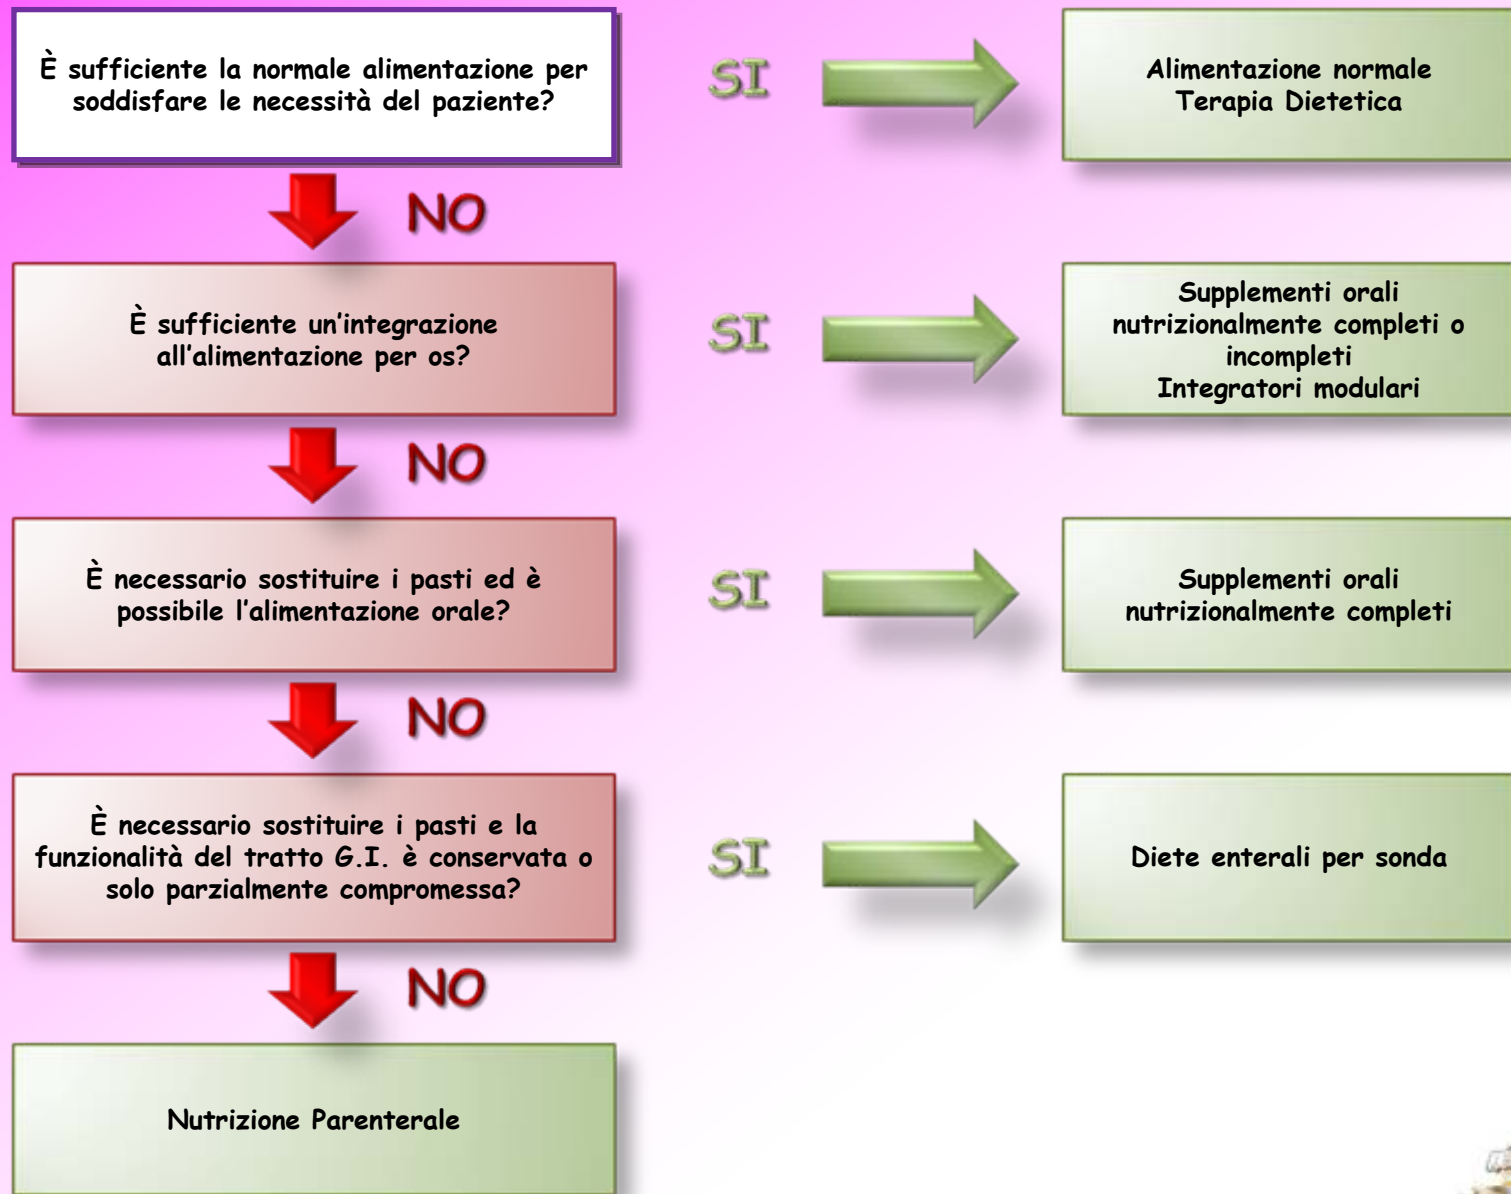 È sufficiente la normale alimentazione per
soddisfare le necessità del paziente?
SI
Alimentazione normale
Terapia Dietetica
NO
È sufficiente un'integrazione
all'alimentazione per os?
SI
Supplementi orali
nutrizionalmente completi o
incompleti
Integratori modulari
NO
È necessario sostituire i pasti ed è
possibile l'alimentazione orale?
SI
Supplementi orali
nutrizionalmente completi
NO
È necessario sostituire i pasti e la
funzionalità del tratto G.I. è conservata o
solo parzialmente compromessa?
SI
Diete enterali per sonda
NO
Nutrizione Parenterale